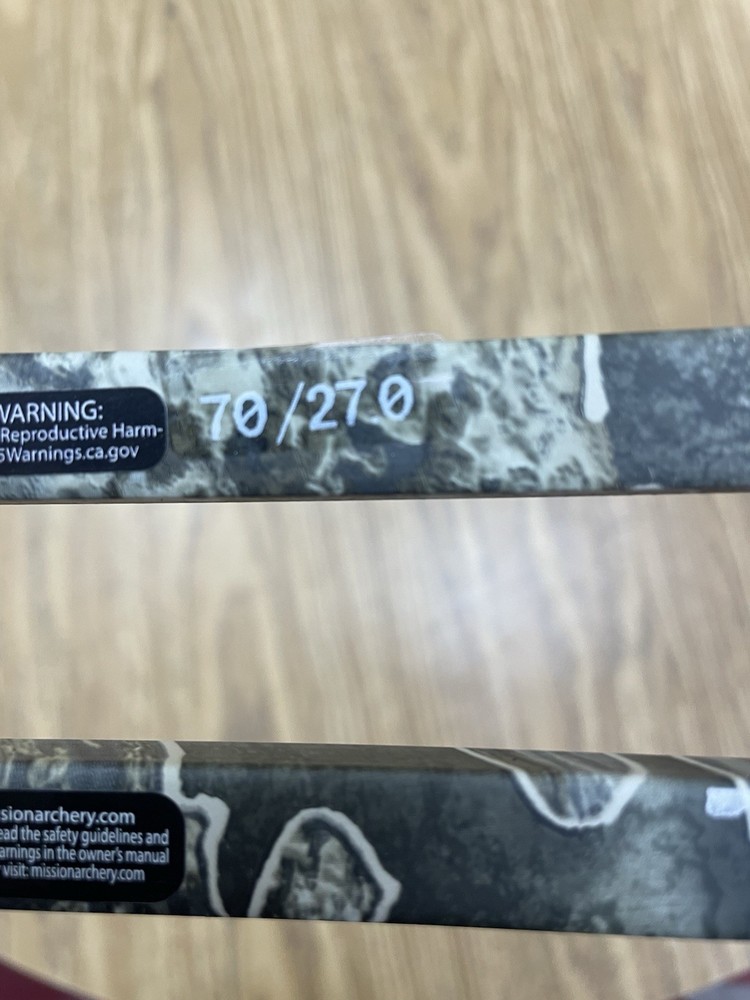 WARNING:
Reproductive Harm-
5Warnings.ca.gov
70/270
sionarchery.com
ead the safety guidelines and
arnings in the owner's manual
visit: missionarchery.com